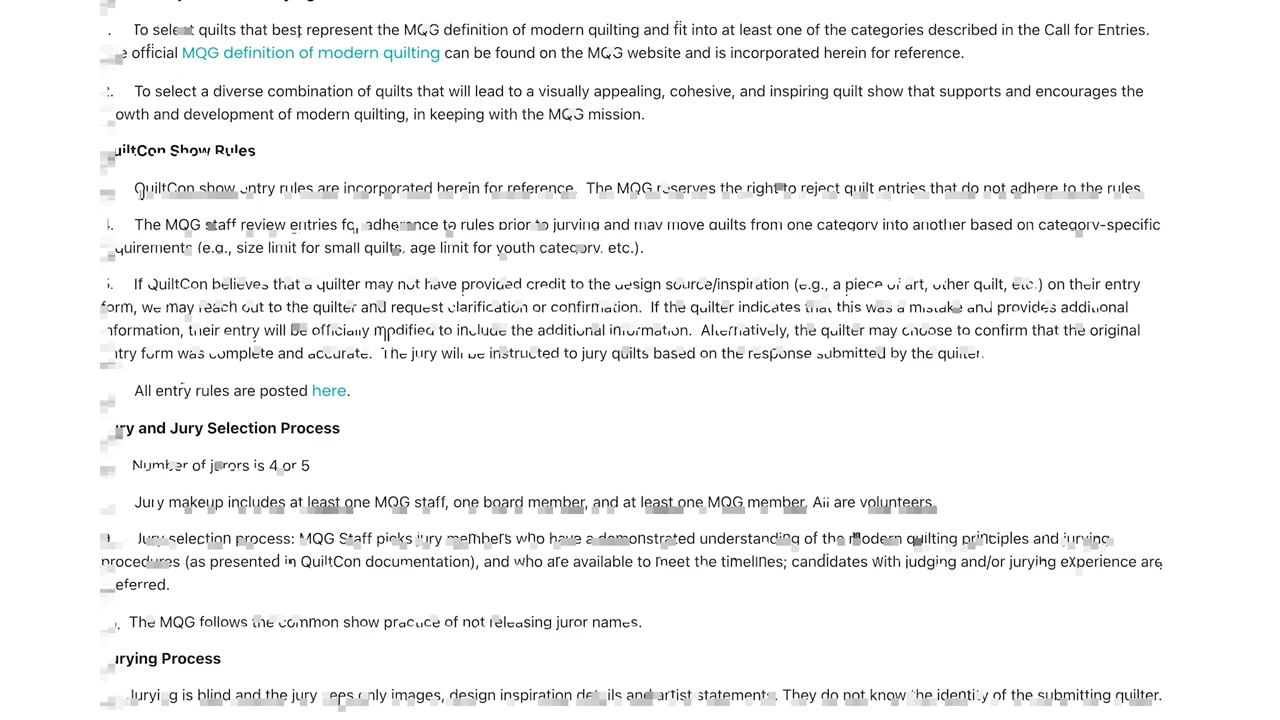 To select quilts that best represent the MQG definition of modern quilting and fit into at least one of the categories described in the Call for Entries.
official MQG definition of modern quilting can be found on the MQG website and is incorporated herein for reference.
To select a diverse combination of quilts that will lead to a visually appealing, cohesive, and inspiring quilt show that supports and encourages the
growth and development of modern quilting, in keeping with the MQG mission.
QuiltCon Show Rules
QuiltCon show entry rules are incorporated herein for reference. The MQG reserves the right to reject quilt entries that do not adhere to the rules.
The MQG staff review entries for adherence to rules prior to jurying and may move quilts from one category into another based on category-specific
requirements (e.g., size limit for small quilts, age limit for youth category, etc.).
If QuiltCon believes that a quilter may not have provided credit to the design source/inspiration (e.g., a piece of art, other quilt, etc.) on their entry
form, we may reach out to the quilter and request clarification or confirmation. If the quilter indicates that this was a mistake and provides additional
information, their entry will be officially modified to include the additional information. Alternatively, the quilter may choose to confirm that the original
entry form was complete and accurate. The jury will be instructed to jury quilts based on the response submitted by the quilter.
All entry rules are posted here.
Jury and Jury Selection Process
Number of jurors is 4 or 5
Jury makeup includes at least one MQG staff, one board member, and at least one MQG member. All are volunteers.
Jury selection process: MQG Staff picks jury members who have a demonstrated understanding of the modern quilting principles and jurying
procedures (as presented in QuiltCon documentation), and who are available to meet the timelines; candidates with judging and/or jurying experience are
preferred.
The MQG follows the common show practice of not releasing juror names.
Jurying Process
Jurying is blind and the jury sees only images, design inspiration details and artist statements. They do not know the identity of the submitting quilter.